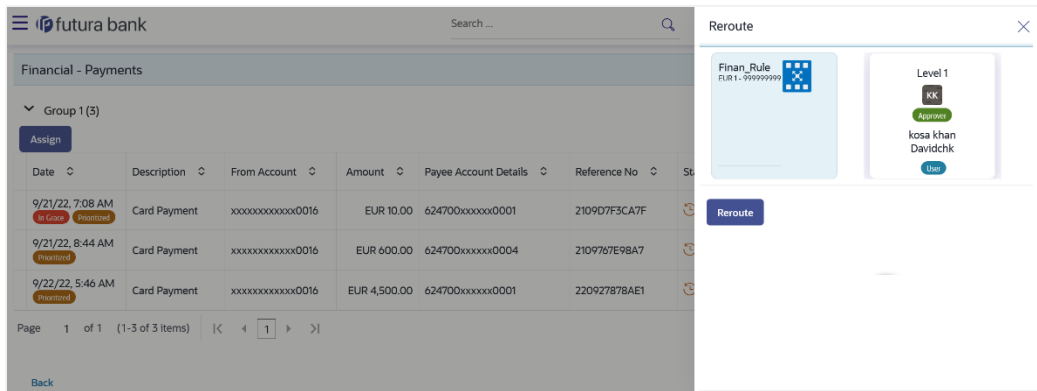 futura bank
Search ...
Financial - Payments
Group 1 (3)
Assign
Date Description From Account Amount Payee Account Details Reference No
9/21/22, 7:08 AM
In Grace Prioritized
Card Payment xxxxxxxxxxxx0016 EUR 10.00 624700xxxxxx0001 2109D7F3CA7F
9/21/22, 8:44 AM
Prioritized
Card Payment xxxxxxxxxxxx0016 EUR 600.00 624700xxxxxx0004 2109767E98A7
9/22/22, 5:46 AM
Prioritized
Card Payment xxxxxxxxxxxx0016 EUR 4,500.00 624700xxxxxx0001 220927878AE1
Page 1 of 1 (1-3 of 3 items) 1
Back
Reroute
Finan_Rule
EUR 1 - 999999999
Level 1
KK
Approver
kosa khan
Davidchk
User
Reroute